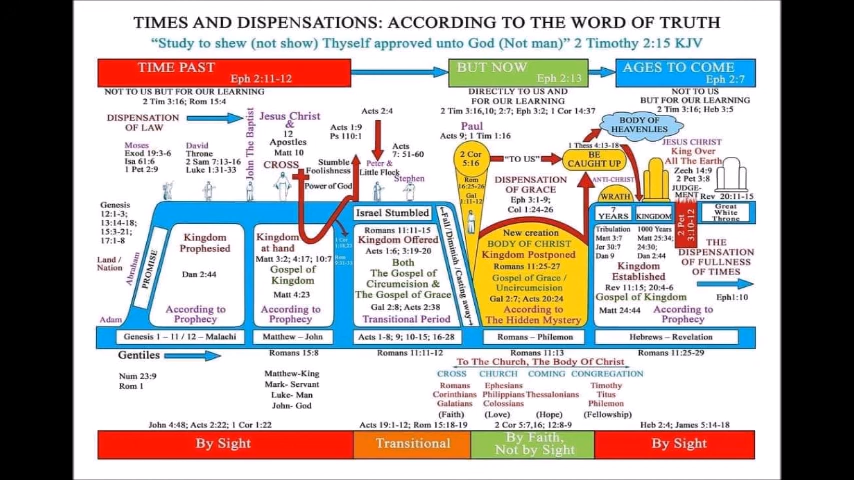 TIMES AND DISPENSATIONS: ACCORDING TO THE WORD OF TRUTH
"Study to shew (not show) Thyself approved unto God (Not man)" 2 Timothy 2:15 KJV
TIME PAST
Eph 2:11-12
BUT NOW
Eph 2:13
AGES TO COME
Eph 2:7
NOT TO US BUT FOR OUR LEARNING
2 Tim 3:16; Rom 15:4
DIRECTLY TO US AND
FOR OUR LEARNING
2 Tim 3:16,10; 2:7; Eph 3:2; 1 Cor 14:37
NOT TO US
BUT FOR OUR LEARNING
2 Tim 3:16; Heb 3:5
DISPENSATION
OF LAW
Moses
Exod 19:3-6
Isa 61:6
1 Pet 2:9
David
Throne
2 Sam 7:13-16
Luke 1:31-33
John The Baptist
Jesus Christ
&
12
Apostles
Matt 10
CROSS
Acts 1:9
Ps 110:1
Stumble
Foolishness
Power of God
Acts 2:4
Acts
7: 51-60
Peter &
Little Flock
Stephen
Paul
Acts 9; 1 Tim 1:16
2 Cor
5:16
Rom
16:25-26
Gal
1:11-12
"TO US"
1 Thess 4:13-18
BE
CAUGHT UP
BODY OF
HEAVENLIES
DISPENSATION
OF GRACE
Eph 3:1-9;
Col 1:24-26
ANTI-CHRIST
WRATH
JESUS CHRIST
King Over
All The Earth
Zech 14:9
2 Pet 3:8
JUDGE-
MENT
2 Pet
3:10-12
Rev 20:11-15
Great
White
Throne
Genesis
12:1-3;
13:14-18;
15:3-21;
17:1-8
Land /
Nation
Adam
Abraham
PROMISE
Kingdom
Prophesied
Dan 2:44
According to
Prophecy
Kingdom
at hand
Matt 3:2; 4:17; 10:7
Gospel of
Kingdom
Matt 4:23
According to
Prophecy
1 Cor
1:18,23
Rom
Israel Stumbled
Romans 11:11-15
Kingdom Offered
Acts 1:6; 3:19-20
Both
The Gospel of
Circumcision &
The Gospel of Grace
Gal 2:8; Acts 2:38
Transitional Period
Fall/Diminish /Casting away
New creation
BODY OF CHRIST
Kingdom Postponed
Romans 11:25-27
Gospel of Grace /
Uncircumcision
Gal 2:7; Acts 20:24
According to
The Hidden Mystery
7
YEARS
KINGDOM
Tribulation
Matt 3:7
Jer 30:7
Dan 9
1000 Years
Matt 25:34;
24:30;
Dan 2:44
Kingdom
Established
Rev 11:15; 20:4-6
Gospel of Kingdom
Matt 24:44
According to
Prophecy
THE
DISPENSATION
OF FULLNESS
OF TIMES
Eph1:10
Genesis 1 – 11 / 12 – Malachi
Matthew – John
Acts 1-8; 9; 10-15; 16-28
Romans – Philemon
Hebrews – Revelation
Gentiles
Num 23:9
Rom 1
Romans 15:8
Matthew-King
Mark- Servant
Luke- Man
John- God
Romans 11:11-12
Romans 11:13
Romans 11:25-29
To The Church, The Body Of Christ
CROSS
CHURCH
COMING
CONGREGATION
Romans
Corinthians
Galatians
(Faith)
Ephesians
Philippians
Colossians
(Love)
Thessalonians
(Hope)
Timothy
Titus
Philemon
(Fellowship)
John 4:48; Acts 2:22; 1 Cor 1:22
Acts 19:1-12; Rom 15:18-19
2 Cor 5:7,16; 12:8-9
Heb 2:4; James 5:14-18
By Sight
Transitional
By Faith,
Not by Sight
By Sight